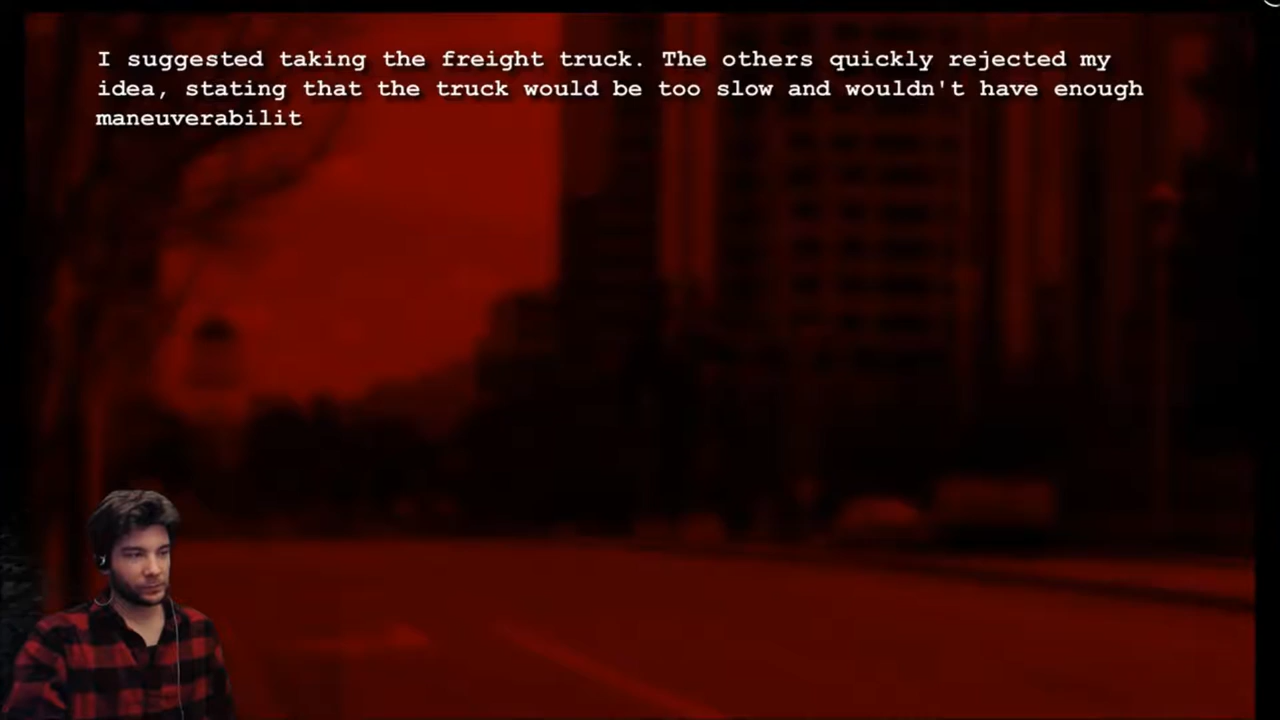 I suggested taking the freight truck. The others quickly rejected my
idea, stating that the truck would be too slow and wouldn't have enough
maneuverabilit